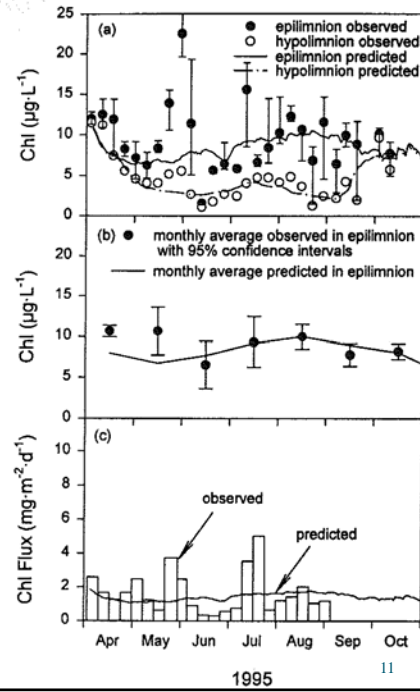 25
20
15
10
5
0
Chl (µg·L⁻¹)
(a)
epilimnion observed
hypolimnion observed
epilimnion predicted
hypolimnion predicted
20
15
10
5
0
Chl (µg·L⁻¹)
(b)
monthly average observed in epilimnion
with 95% confidence intervals
monthly average predicted in epilimnion
10
8
6
4
2
0
Chl Flux (mg·m⁻²·d⁻¹)
(c)
observed
predicted
Apr May Jun Jul Aug Sep Oct
1995
11